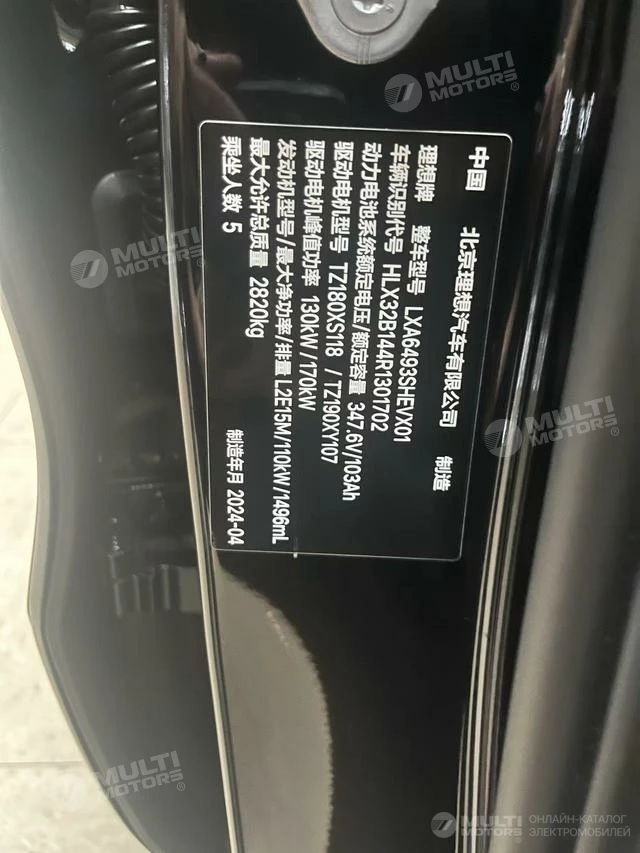 中国 北京理想汽车有限公司 制造
理想牌 整车型号 LXA6493SHEVX01
车辆识别代号 HLX32B144R1301702
动力电池系统额定电压/额定容量 347.6V/103Ah
驱动电机型号 TZ180XS118 / TZ190XY107
驱动电机峰值功率 130kW/170kW
发动机型号/最大净功率/排量 L2E15M/110kW/1496mL
最大允许总质量 2820kg
乘坐人数 5 制造年月 2024-04
MULTI MOTORS®
MULTI MOTORS®
MULTI MOTORS®
MULTI MOTORS®
MULTI MOTORS
ОНЛАЙН-КАТАЛОГ
ЭЛЕКТРОМОБИЛЕЙ